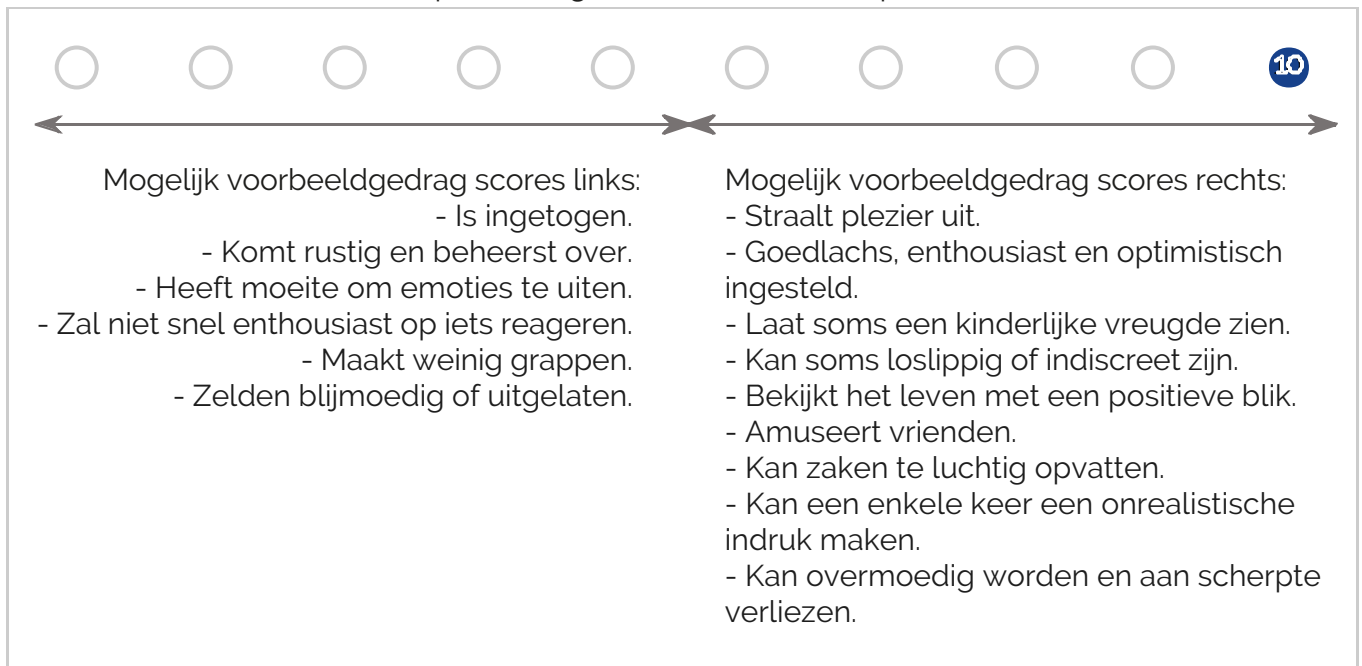 10
Mogelijk voorbeeldgedrag scores links:
- Is ingetogen.
- Komt rustig en beheerst over.
- Heeft moeite om emoties te uiten.
- Zal niet snel enthousiast op iets reageren.
- Maakt weinig grappen.
- Zelden blijmoedig of uitgelaten.
Mogelijk voorbeeldgedrag scores rechts:
- Straalt plezier uit.
- Goedlachs, enthousiast en optimistisch
ingesteld.
- Laat soms een kinderlijke vreugde zien.
- Kan soms loslippig of indiscreet zijn.
- Bekijkt het leven met een positieve blik.
- Amuseert vrienden.
- Kan zaken te luchtig opvatten.
- Kan een enkele keer een onrealistische
indruk maken.
- Kan overmoedig worden en aan scherpte
verliezen.